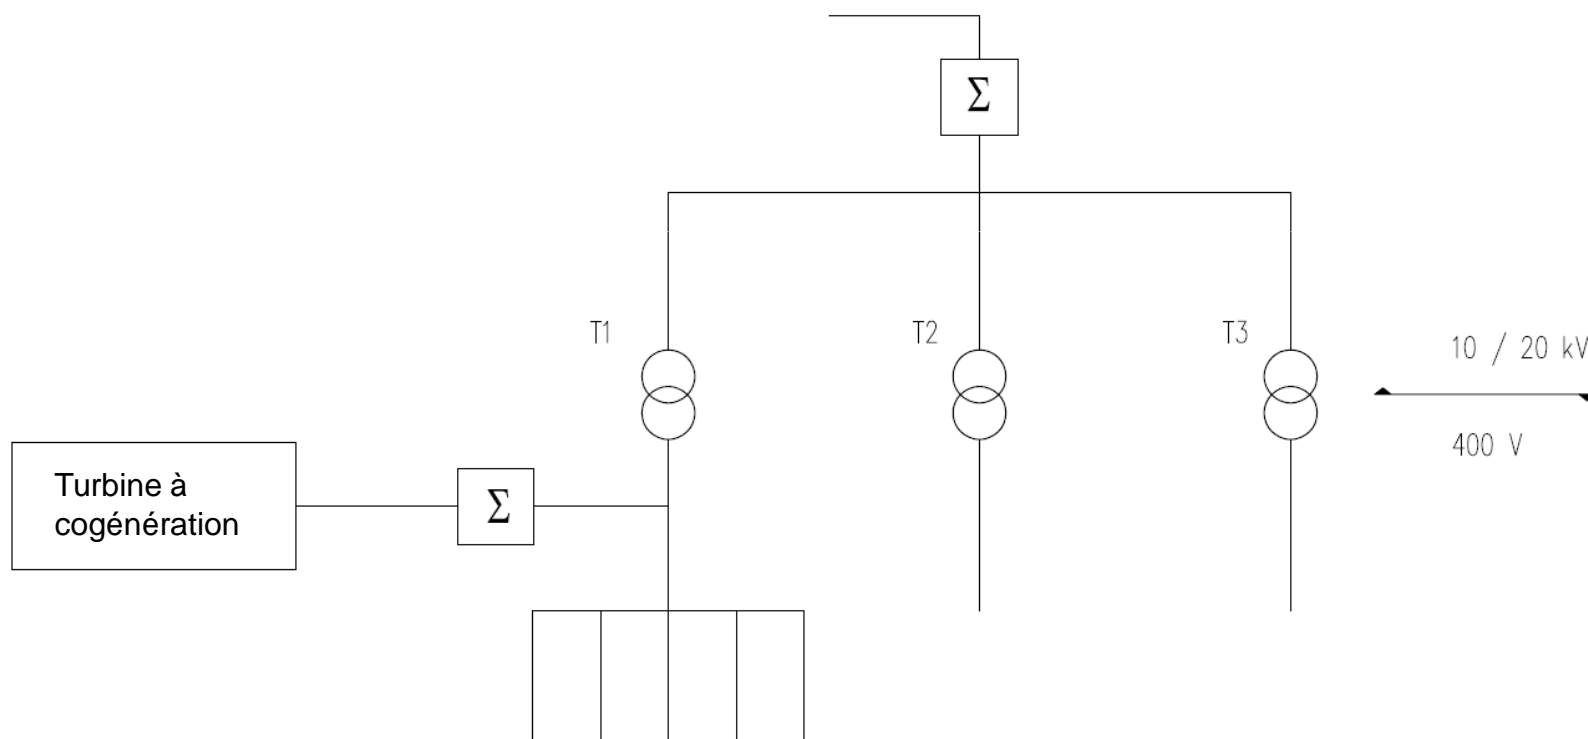 Σ
T1
T2
T3
10 / 20 kV
400 V
Turbine à
cogénération
Σ